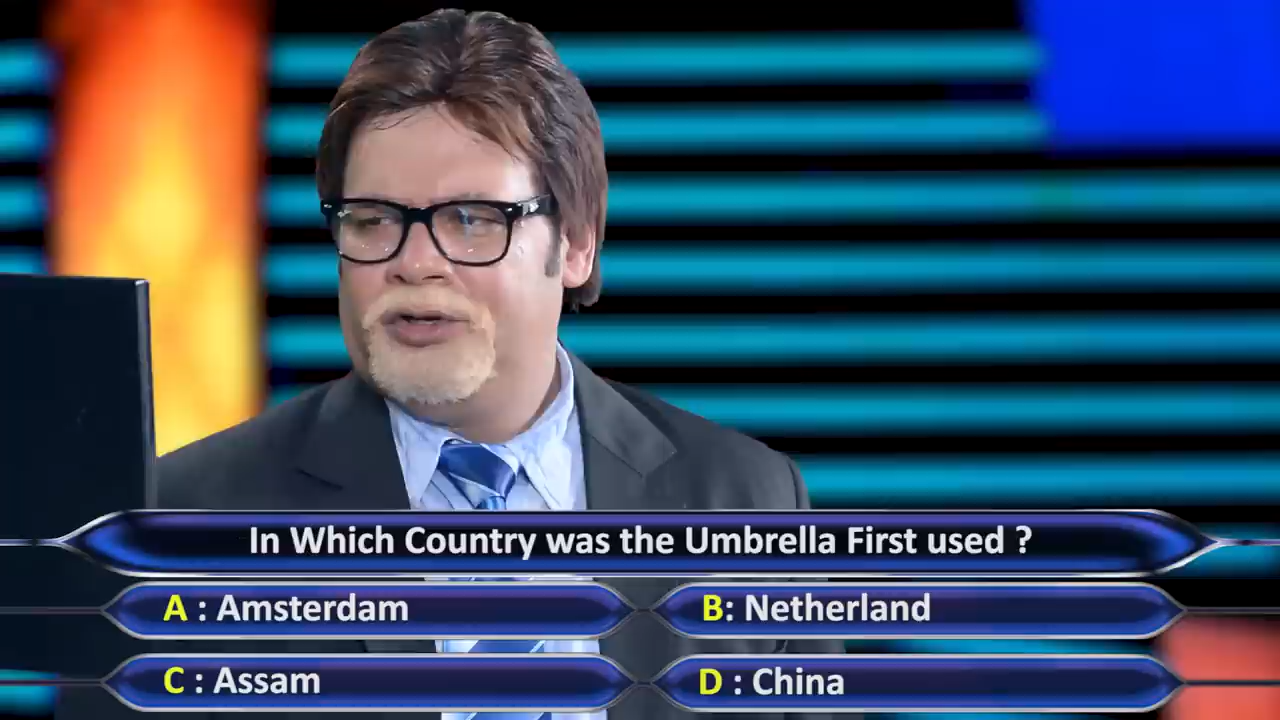 In Which Country was the Umbrella First used ?
A : Amsterdam
B: Netherland
C : Assam
D : China